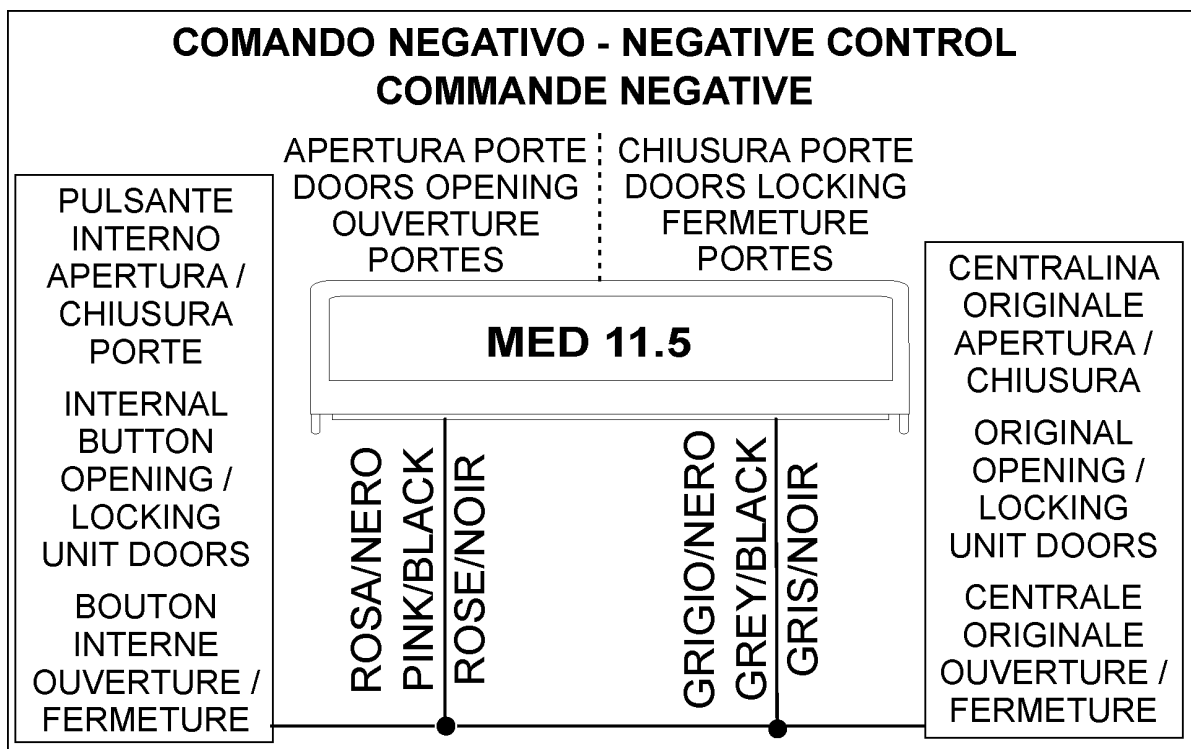 COMANDO NEGATIVO - NEGATIVE CONTROL
COMMANDE NEGATIVE
APERTURA PORTE
DOORS OPENING
OUVERTURE
PORTES
CHIUSURA PORTE
DOORS LOCKING
FERMETURE
PORTES
PULSANTE
INTERNO
APERTURA /
CHIUSURA
PORTE
INTERNAL
BUTTON
OPENING /
LOCKING
UNIT DOORS
BOUTON
INTERNE
OUVERTURE /
FERMETURE
MED 11.5
ROSA/NERO
PINK/BLACK
ROSE/NOIR
GRIGIO/NERO
GREY/BLACK
GRIS/NOIR
CENTRALINA
ORIGINALE
APERTURA /
CHIUSURA
ORIGINAL
OPENING /
LOCKING
UNIT DOORS
CENTRALE
ORIGINALE
OUVERTURE /
FERMETURE